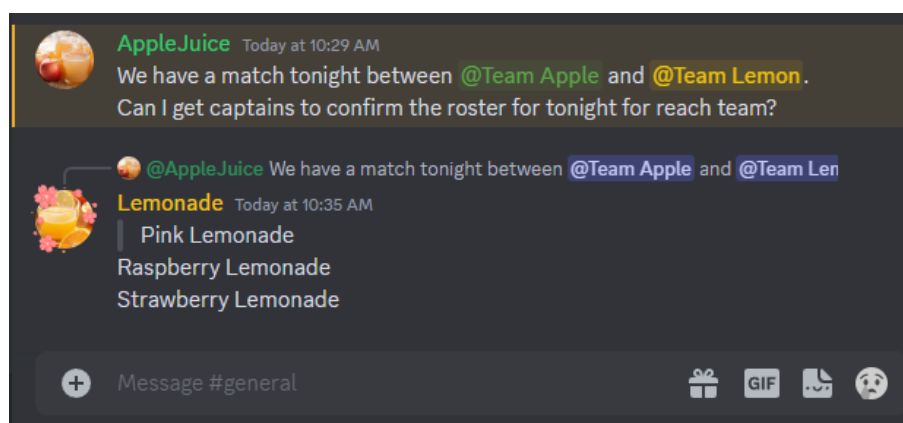 AppleJuice Today at 10:29 AM
We have a match tonight between @Team Apple and @Team Lemon.
Can I get captains to confirm the roster for tonight for reach team?
@AppleJuice We have a match tonight between @Team Apple and @Team Len
Lemonade Today at 10:35 AM
Pink Lemonade
Raspberry Lemonade
Strawberry Lemonade
Message #general
GIF